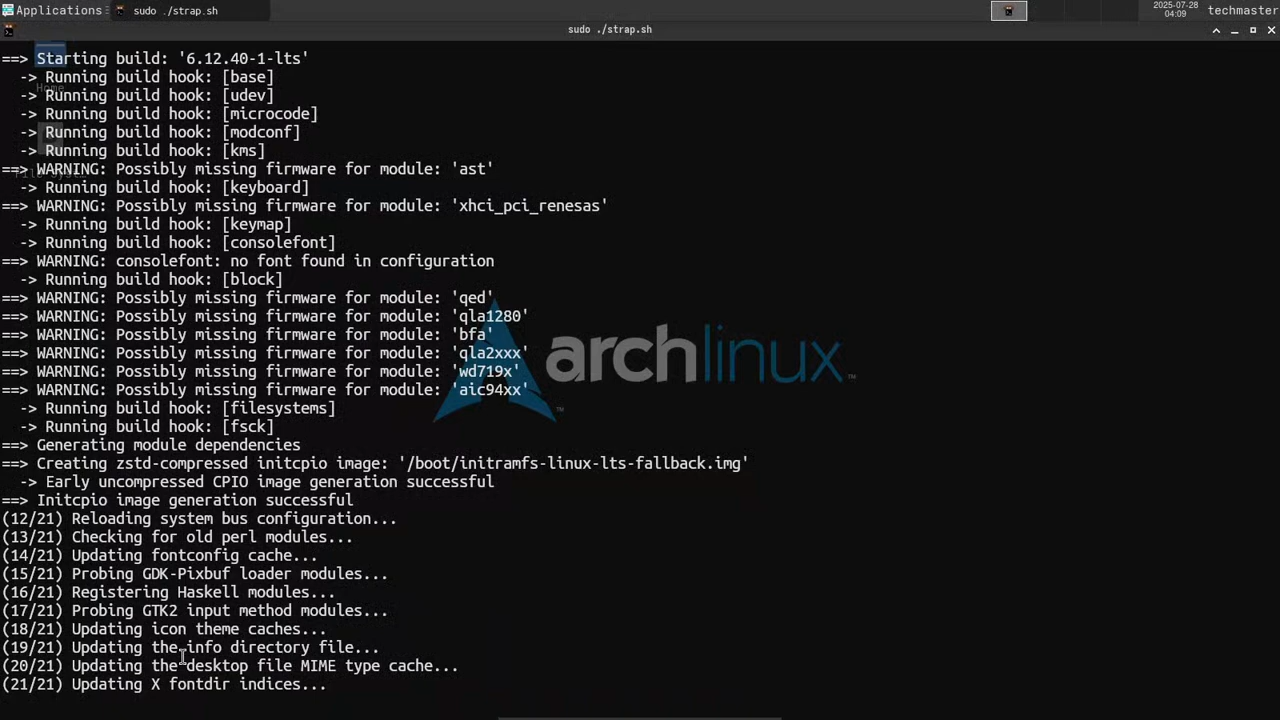 Applications
sudo ./strap.sh
2025-07-28
04:09
techmaster
sudo ./strap.sh
==> Starting build: '6.12.40-1-lts'
-> Running build hook: [base]
Home
-> Running build hook: [udev]
-> Running build hook: [microcode]
-> Running build hook: [modconf]
-> Running build hook: [kms]
==> WARNING: Possibly missing firmware for module: 'ast'
-> Running build hook: [keyboard]
==> WARNING: Possibly missing firmware for module: 'xhci_pci_renesas'
-> Running build hook: [keymap]
-> Running build hook: [consolefont]
==> WARNING: consolefont: no font found in configuration
-> Running build hook: [block]
==> WARNING: Possibly missing firmware for module: 'qed'
==> WARNING: Possibly missing firmware for module: 'qla1280'
==> WARNING: Possibly missing firmware for module: 'bfa'
==> WARNING: Possibly missing firmware for module: 'qla2xxx'
==> WARNING: Possibly missing firmware for module: 'wd719x'
==> WARNING: Possibly missing firmware for module: 'aic94xx'
archlinux™
-> Running build hook: [filesystems]
-> Running build hook: [fsck]
==> Generating module dependencies
==> Creating zstd-compressed initcpio image: '/boot/initramfs-linux-lts-fallback.img'
-> Early uncompressed CPIO image generation successful
==> Initcpio image generation successful
(12/21) Reloading system bus configuration...
(13/21) Checking for old perl modules...
(14/21) Updating fontconfig cache...
(15/21) Probing GDK-Pixbuf loader modules...
(16/21) Registering Haskell modules...
(17/21) Probing GTK2 input method modules...
(18/21) Updating icon theme caches...
(19/21) Updating the info directory file...
(20/21) Updating the desktop file MIME type cache...
(21/21) Updating X fontdir indices...